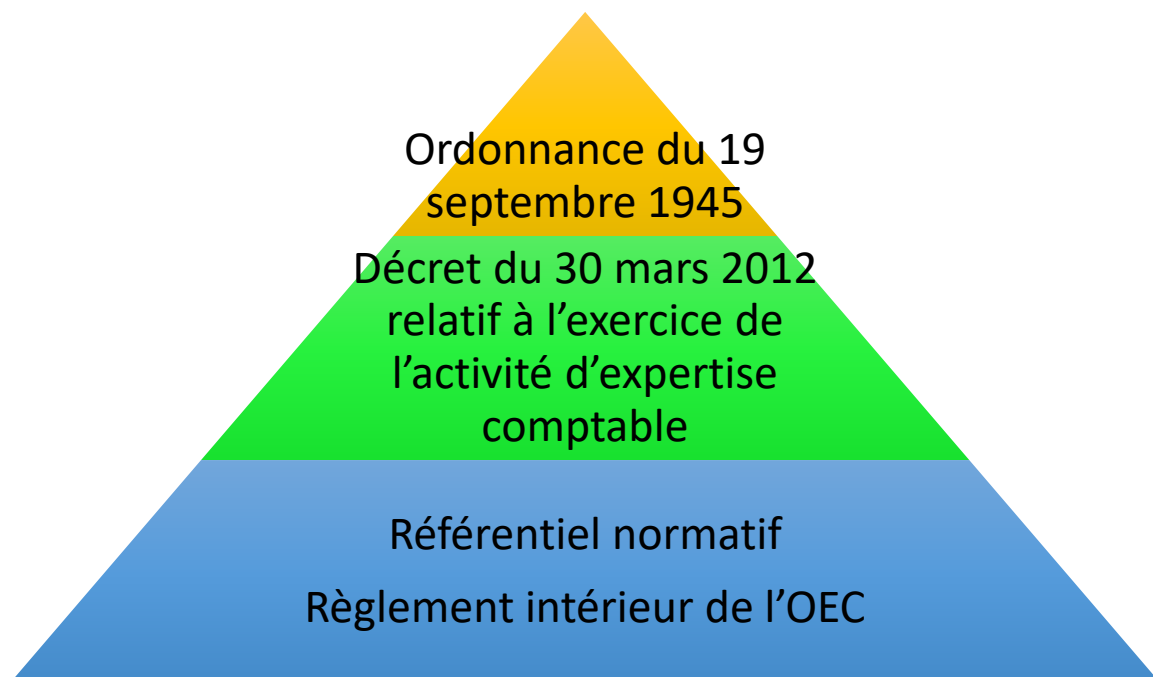 Ordonnance du 19
septembre 1945
Décret du 30 mars 2012
relatif à l’exercice de
l’activité d’expertise
comptable
Référentiel normatif
Règlement intérieur de l’OEC